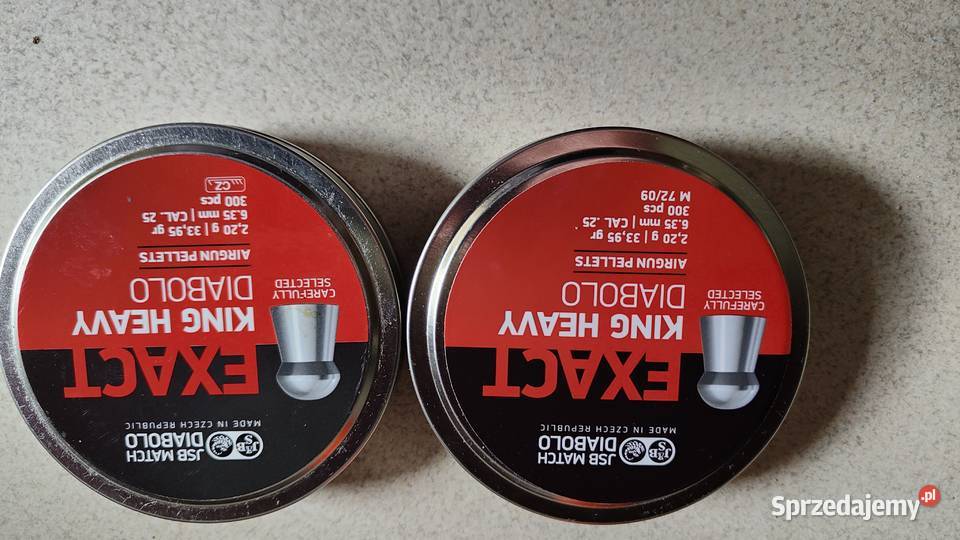 JSB MATCH
DIABOLO
JSB
MADE IN CZECH REPUBLIC
EXACT
KING HEAVY
DIABOLO
CAREFULLY
SELECTED
AIRGUN PELLETS
2,20 g | 33,95 gr
6.35 mm | CAL. 25
300 pcs
CZ
JSB MATCH
DIABOLO
JSB
MADE IN CZECH REPUBLIC
EXACT
KING HEAVY
DIABOLO
CAREFULLY
SELECTED
AIRGUN PELLETS
2,20 g | 33,95 gr
6.35 mm | CAL .25
300 pcs
M 72/09
Sprzedajemy.pl